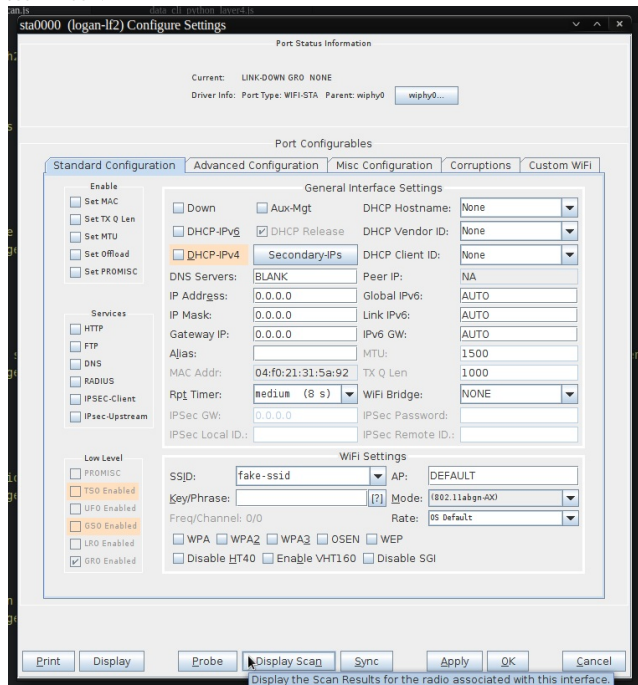 can.js
data_cli_python_layer4.js
sta0000 (logan-lf2) Configure Settings
Port Status Information
Current: LINK-DOWN GRO NONE
Driver Info: Port Type: WIFI-STA Parent: wiphy0 wiphy0...
Port Configurables
Standard Configuration Advanced Configuration Misc Configuration Corruptions Custom WiFi
Enable
Set MAC
Set TX Q Len
Set MTU
Set Offload
Set PROMISC
Services
HTTP
FTP
DNS
RADIUS
IPSEC-Client
IPsec-Upstream
Low Level
PROMISC
TSO Enabled
UFO Enabled
GSO Enabled
LRO Enabled
GRO Enabled
General Interface Settings
Down Aux-Mgt DHCP Hostname: None
DHCP-IPv6 DHCP Release DHCP Vendor ID: None
DHCP-IPv4 Secondary-IPs DHCP Client ID: None
DNS Servers: BLANK Peer IP: NA
IP Address: 0.0.0.0 Global IPv6: AUTO
IP Mask: 0.0.0.0 Link IPv6: AUTO
Gateway IP: 0.0.0.0 IPv6 GW: AUTO
Alias: MTU: 1500
MAC Addr: 04:f0:21:31:5a:92 TX Q Len 1000
Rpt Timer: medium (8 s) WiFi Bridge: NONE
IPSec GW: 0.0.0.0 IPSec Password:
IPSec Local ID.: IPSec Remote ID.:
WiFi Settings
SSID: fake-ssid AP: DEFAULT
Key/Phrase: [?] Mode: (802.11abgn-AX)
Freq/Channel: 0/0 Rate: OS Default
WPA WPA2 WPA3 OSEN WEP
Disable HT40 Enable VHT160 Disable SGI
Print Display Probe Display Scan Sync Apply OK Cancel
Display the Scan Results for the radio associated with this interface.